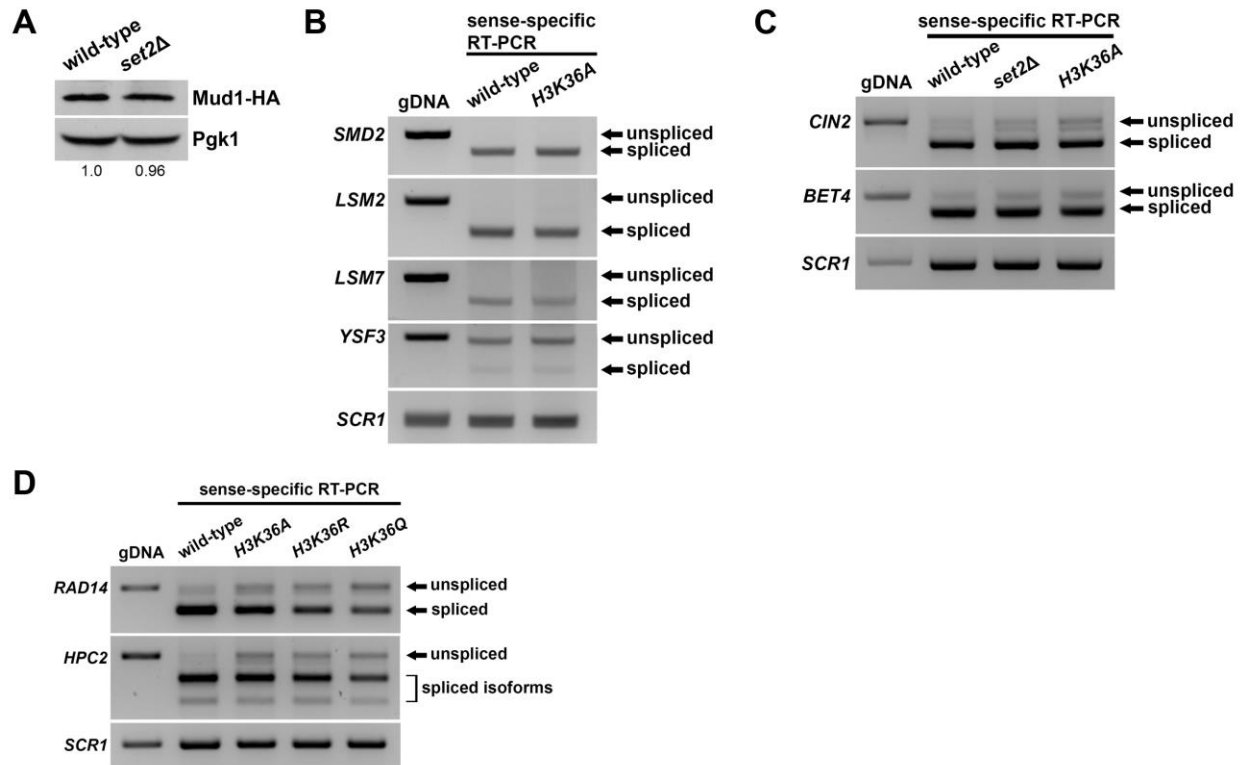 A
wild-type
set2Δ
Mud1-HA
Pgk1
1.0
0.96
B
sense-specific
RT-PCR
gDNA
wild-type
H3K36A
SMD2
unspliced
spliced
LSM2
unspliced
spliced
LSM7
unspliced
spliced
YSF3
unspliced
spliced
SCR1
C
sense-specific RT-PCR
gDNA
wild-type
set2Δ
H3K36A
CIN2
unspliced
spliced
BET4
unspliced
spliced
SCR1
D
sense-specific RT-PCR
gDNA
wild-type
H3K36A
H3K36R
H3K36Q
RAD14
unspliced
spliced
HPC2
unspliced
spliced isoforms
SCR1